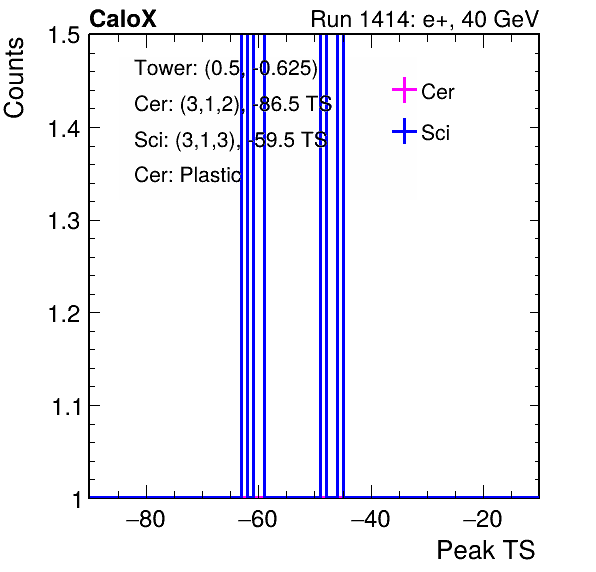 CaloX Run 1414: e+, 40 GeV
Counts
1.5
1.4
1.3
1.2
1.1
1
Tower: (0.5, -0.625)
Cer: (3,1,2), -86.5 TS
Sci: (3,1,3), -59.5 TS
Cer: Plastic
Cer
Sci
−80 −60 −40 −20
Peak TS